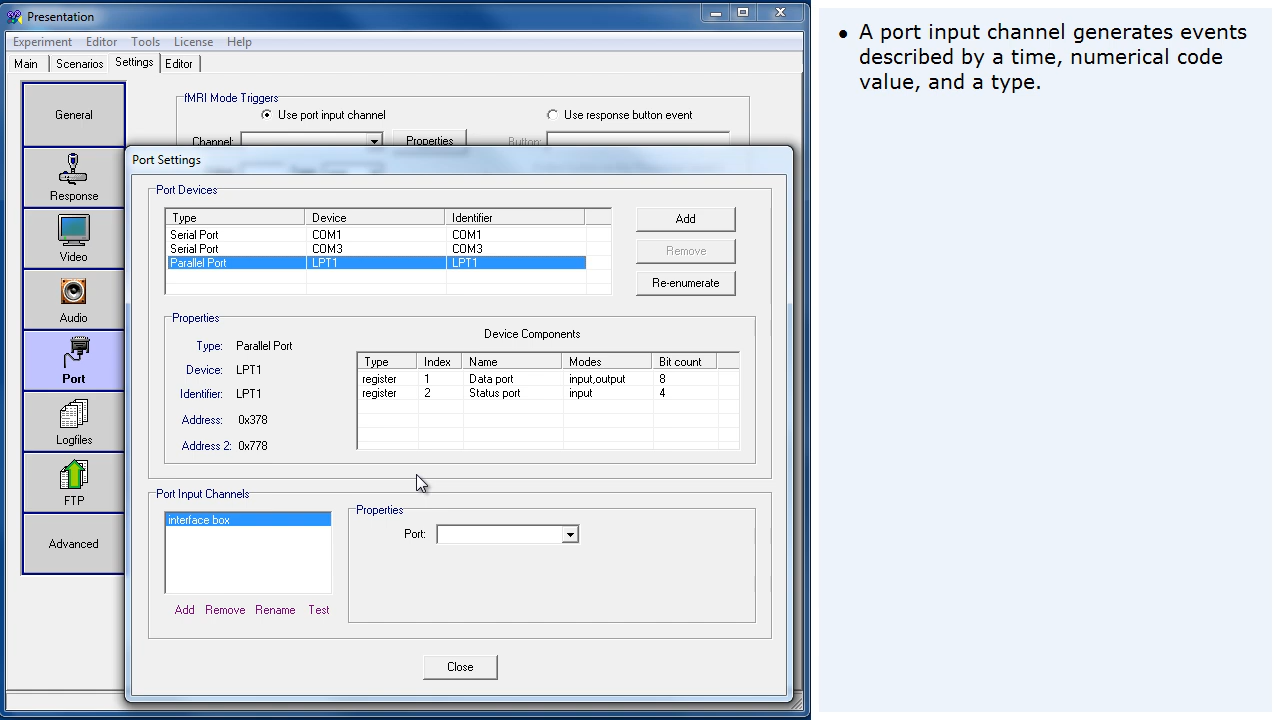 Presentation
Experiment Editor Tools License Help
Main Scenarios Settings Editor
General
Response
Video
Audio
Port
Logfiles
FTP
Advanced
fMRI Mode Triggers
Use port input channel Use response button event
Channel: Properties Button:
Port Settings
Port Devices
Type Device Identifier
Serial Port COM1 COM1
Serial Port COM3 COM3
Parallel Port LPT1 LPT1
Add
Remove
Re-enumerate
Properties
Type: Parallel Port
Device: LPT1
Identifier: LPT1
Address: 0x378
Address 2: 0x778
Device Components
Type Index Name Modes Bit count
register 1 Data port input,output 8
register 2 Status port input 4
Port Input Channels
interface box
Add Remove Rename Test
Properties
Port:
Close
• A port input channel generates events
described by a time, numerical code
value, and a type.